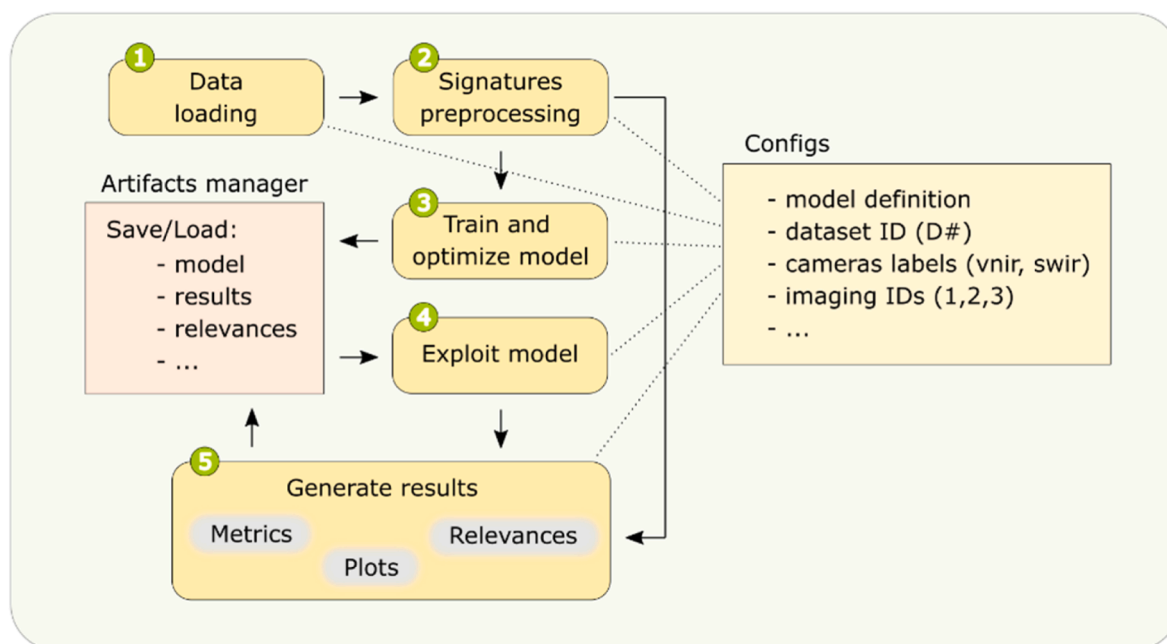 1
Data
loading
2
Signatures
preprocessing
Configs
- model definition
- dataset ID (D#)
- cameras labels (vnir, swir)
- imaging IDs (1,2,3)
- ...
Artifacts manager
Save/Load:
- model
- results
- relevances
- ...
3
Train and
optimize model
4
Exploit model
5
Generate results
Metrics
Relevances
Plots